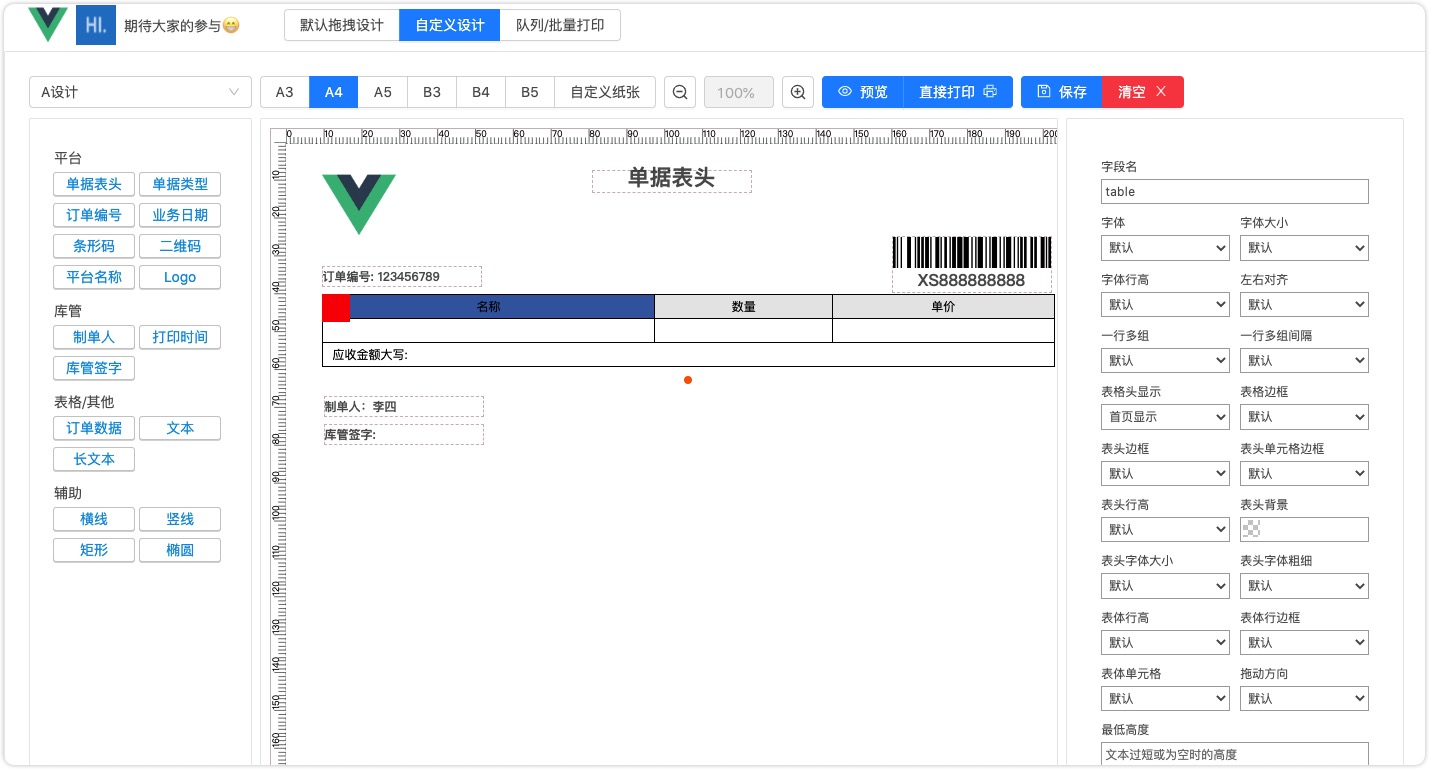 HI. 期待大家的参与😄 默认拖拽设计 自定义设计 队列/批量打印
A设计 A3 A4 A5 B3 B4 B5 自定义纸张 100% 预览 直接打印 保存 清空
平台
单据表头 单据类型
订单编号 业务日期
条形码 二维码
平台名称 Logo
库管
制单人 打印时间
库管签字
表格/其他
订单数据 文本
长文本
辅助
横线 竖线
矩形 椭圆
0 10 20 30 40 50 60 70 80 90 100 110 120 130 140 150 160 170 180 190 200
10
20
30
40
50
60
70
80
90
100
110
120
130
140
150
160
单据表头
XS888888888
订单编号: 123456789
名称 数量 单价
应收金额大写:
制单人: 李四
库管签字:
字段名
table
字体 字体大小
默认 默认
字体行高 左右对齐
默认 默认
一行多组 一行多组间隔
默认 默认
表格头显示 表格边框
首页显示 默认
表头边框 表头单元格边框
默认 默认
表头行高 表头背景
默认
表头字体大小 表头字体粗细
默认 默认
表体行高 表体行边框
默认 默认
表体单元格 拖动方向
默认 默认
最低高度
文本过短或为空时的高度